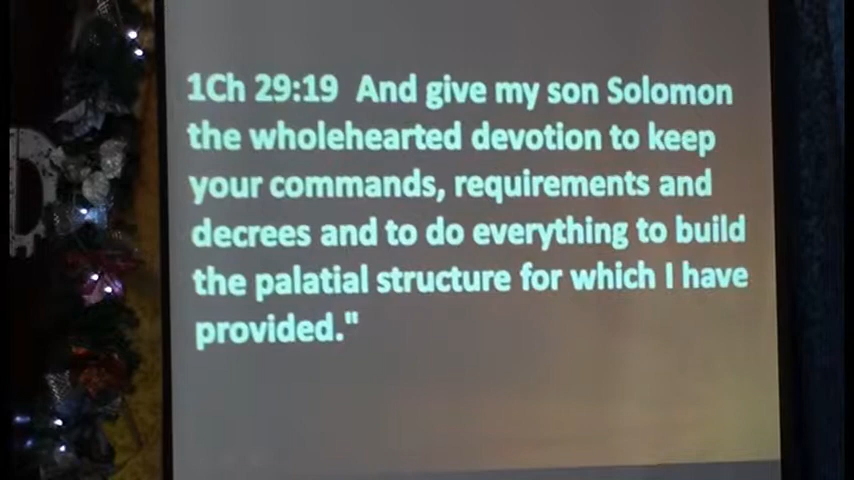 1Ch 29:19 And give my son Solomon
the wholehearted devotion to keep
your commands, requirements and
decrees and to do everything to build
the palatial structure for which I have
provided."
D